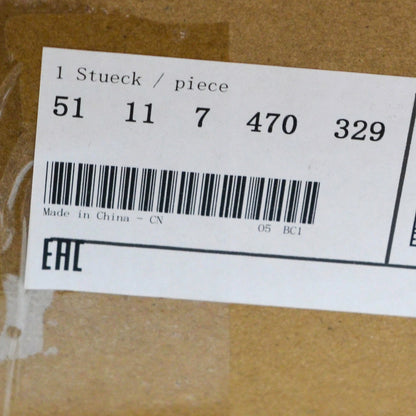 1 Stueck / piece
51 11 7 470 329
Made in China - CN 05 BC1
EAC